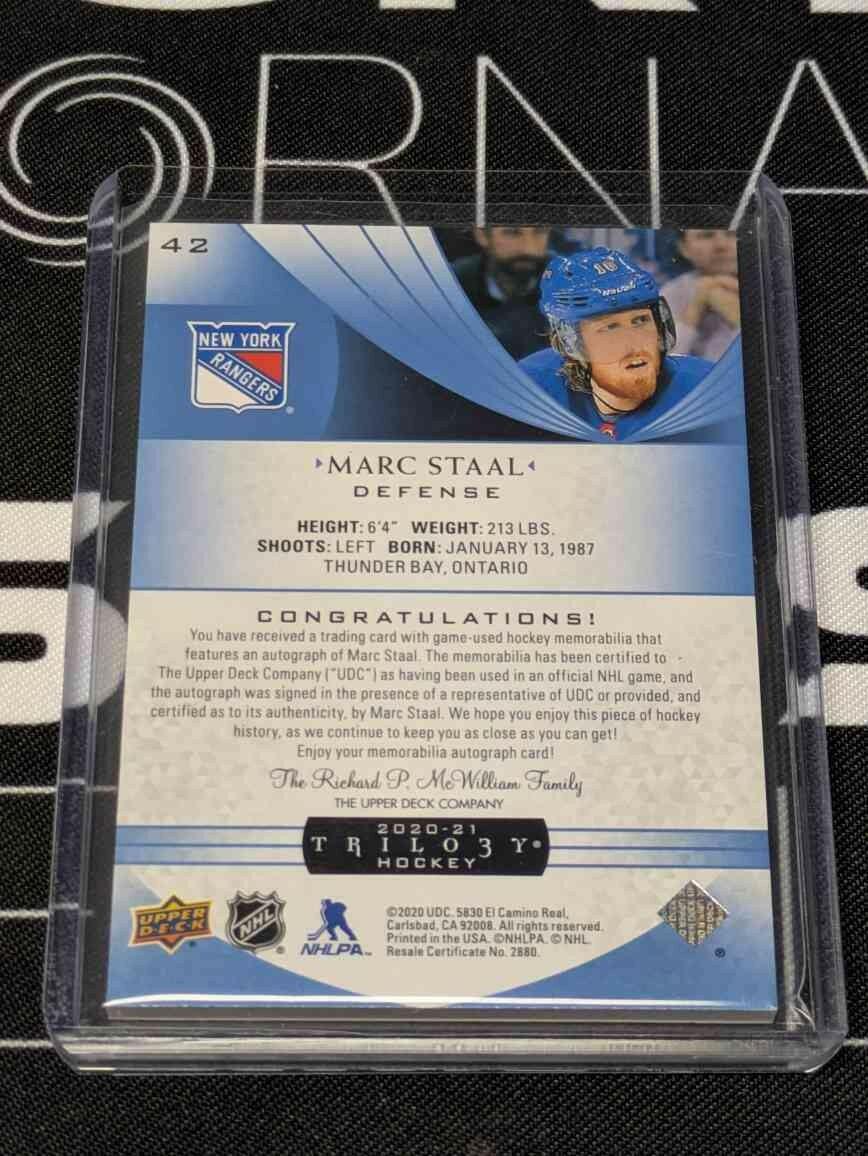 ORNA
42
NEW YORK
RANGERS
18
MARC STAAL
DEFENSE
HEIGHT: 6'4" WEIGHT: 213 LBS.
SHOOTS: LEFT BORN: JANUARY 13, 1987
THUNDER BAY, ONTARIO
CONGRATULATIONS!
You have received a trading card with game-used hockey memorabilia that
features an autograph of Marc Staal. The memorabilia has been certified to
The Upper Deck Company ("UDC") as having been used in an official NHL game, and
the autograph was signed in the presence of a representative of UDC or provided, and
certified as to its authenticity, by Marc Staal. We hope you enjoy this piece of hockey
history, as we continue to keep you as close as you can get!
Enjoy your memorabilia autograph card!
The Richard P. McWilliam Family
THE UPPER DECK COMPANY
2020-21
TRILO3Y®
HOCKEY
UPPER
D·E·C·K
NHL
NHLPA
©2020 UDC. 5830 El Camino Real,
Carlsbad, CA 92008. All rights reserved.
Printed in the USA. ©NHLPA. © NHL.
Resale Certificate No. 2880.